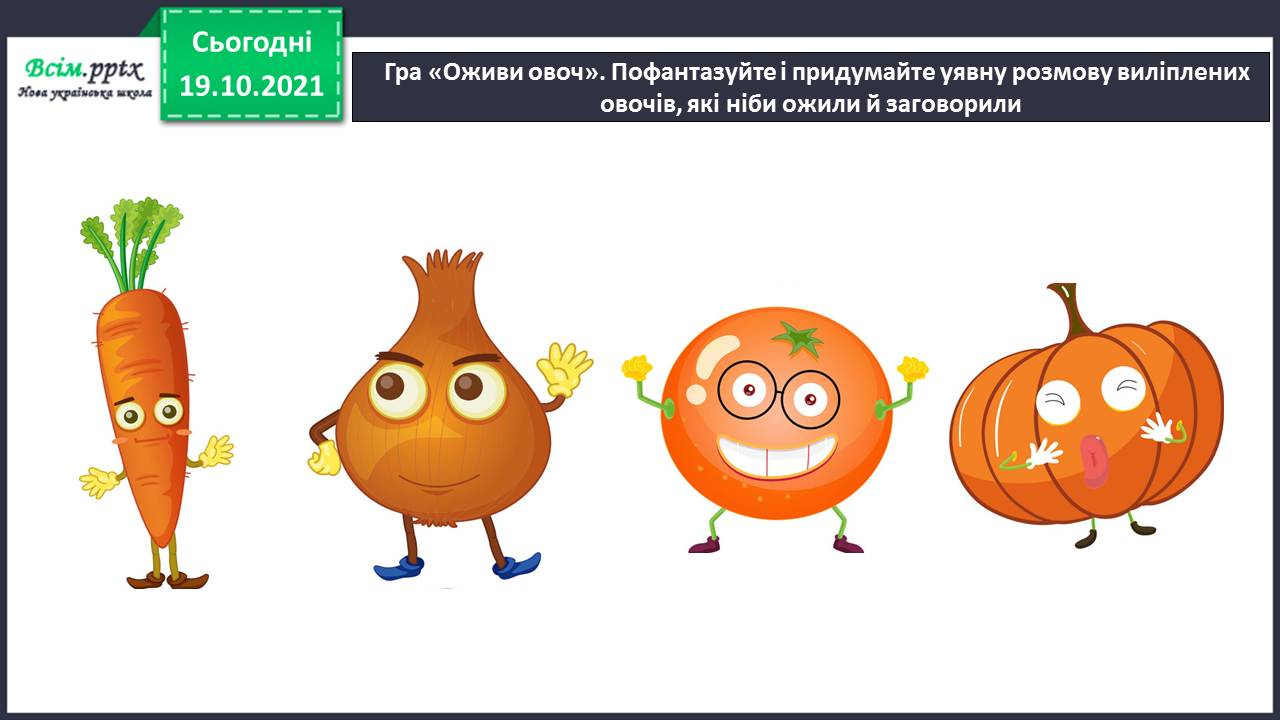 Сьогодні
19.10.2021
Всім.pptx
Нова українська школа
Гра «Оживи овоч». Пофантазуйте і придумайте уявну розмову виліплених
овочів, які ніби ожили й заговорили